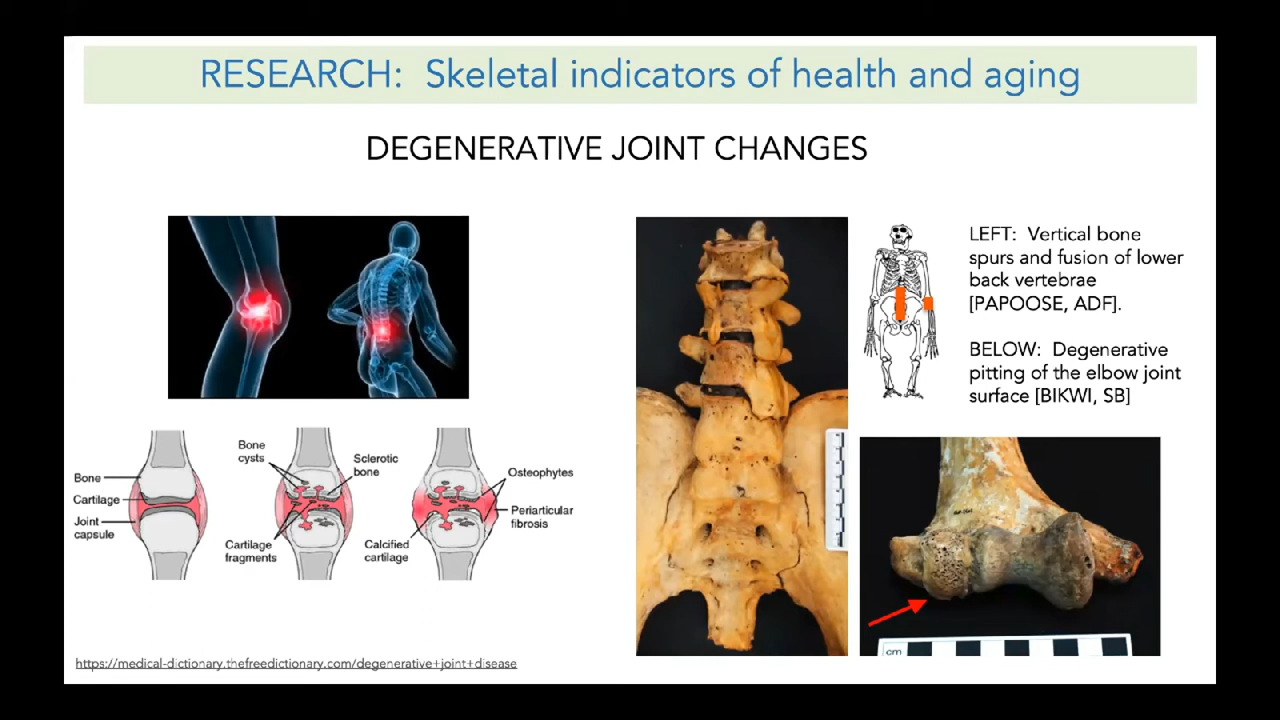 RESEARCH: Skeletal indicators of health and aging
DEGENERATIVE JOINT CHANGES
LEFT: Vertical bone
spurs and fusion of lower
back vertebrae
[PAPOOSE, ADF].
BELOW: Degenerative
pitting of the elbow joint
surface [BIKWI, SB]
Bone
Cartilage
Joint
capsule
Bone
cysts
Sclerotic
bone
Cartilage
fragments
Osteophytes
Periarticular
fibrosis
Calcified
cartilage
cm
https://medical-dictionary.thefreedictionary.com/degenerative+joint+disease